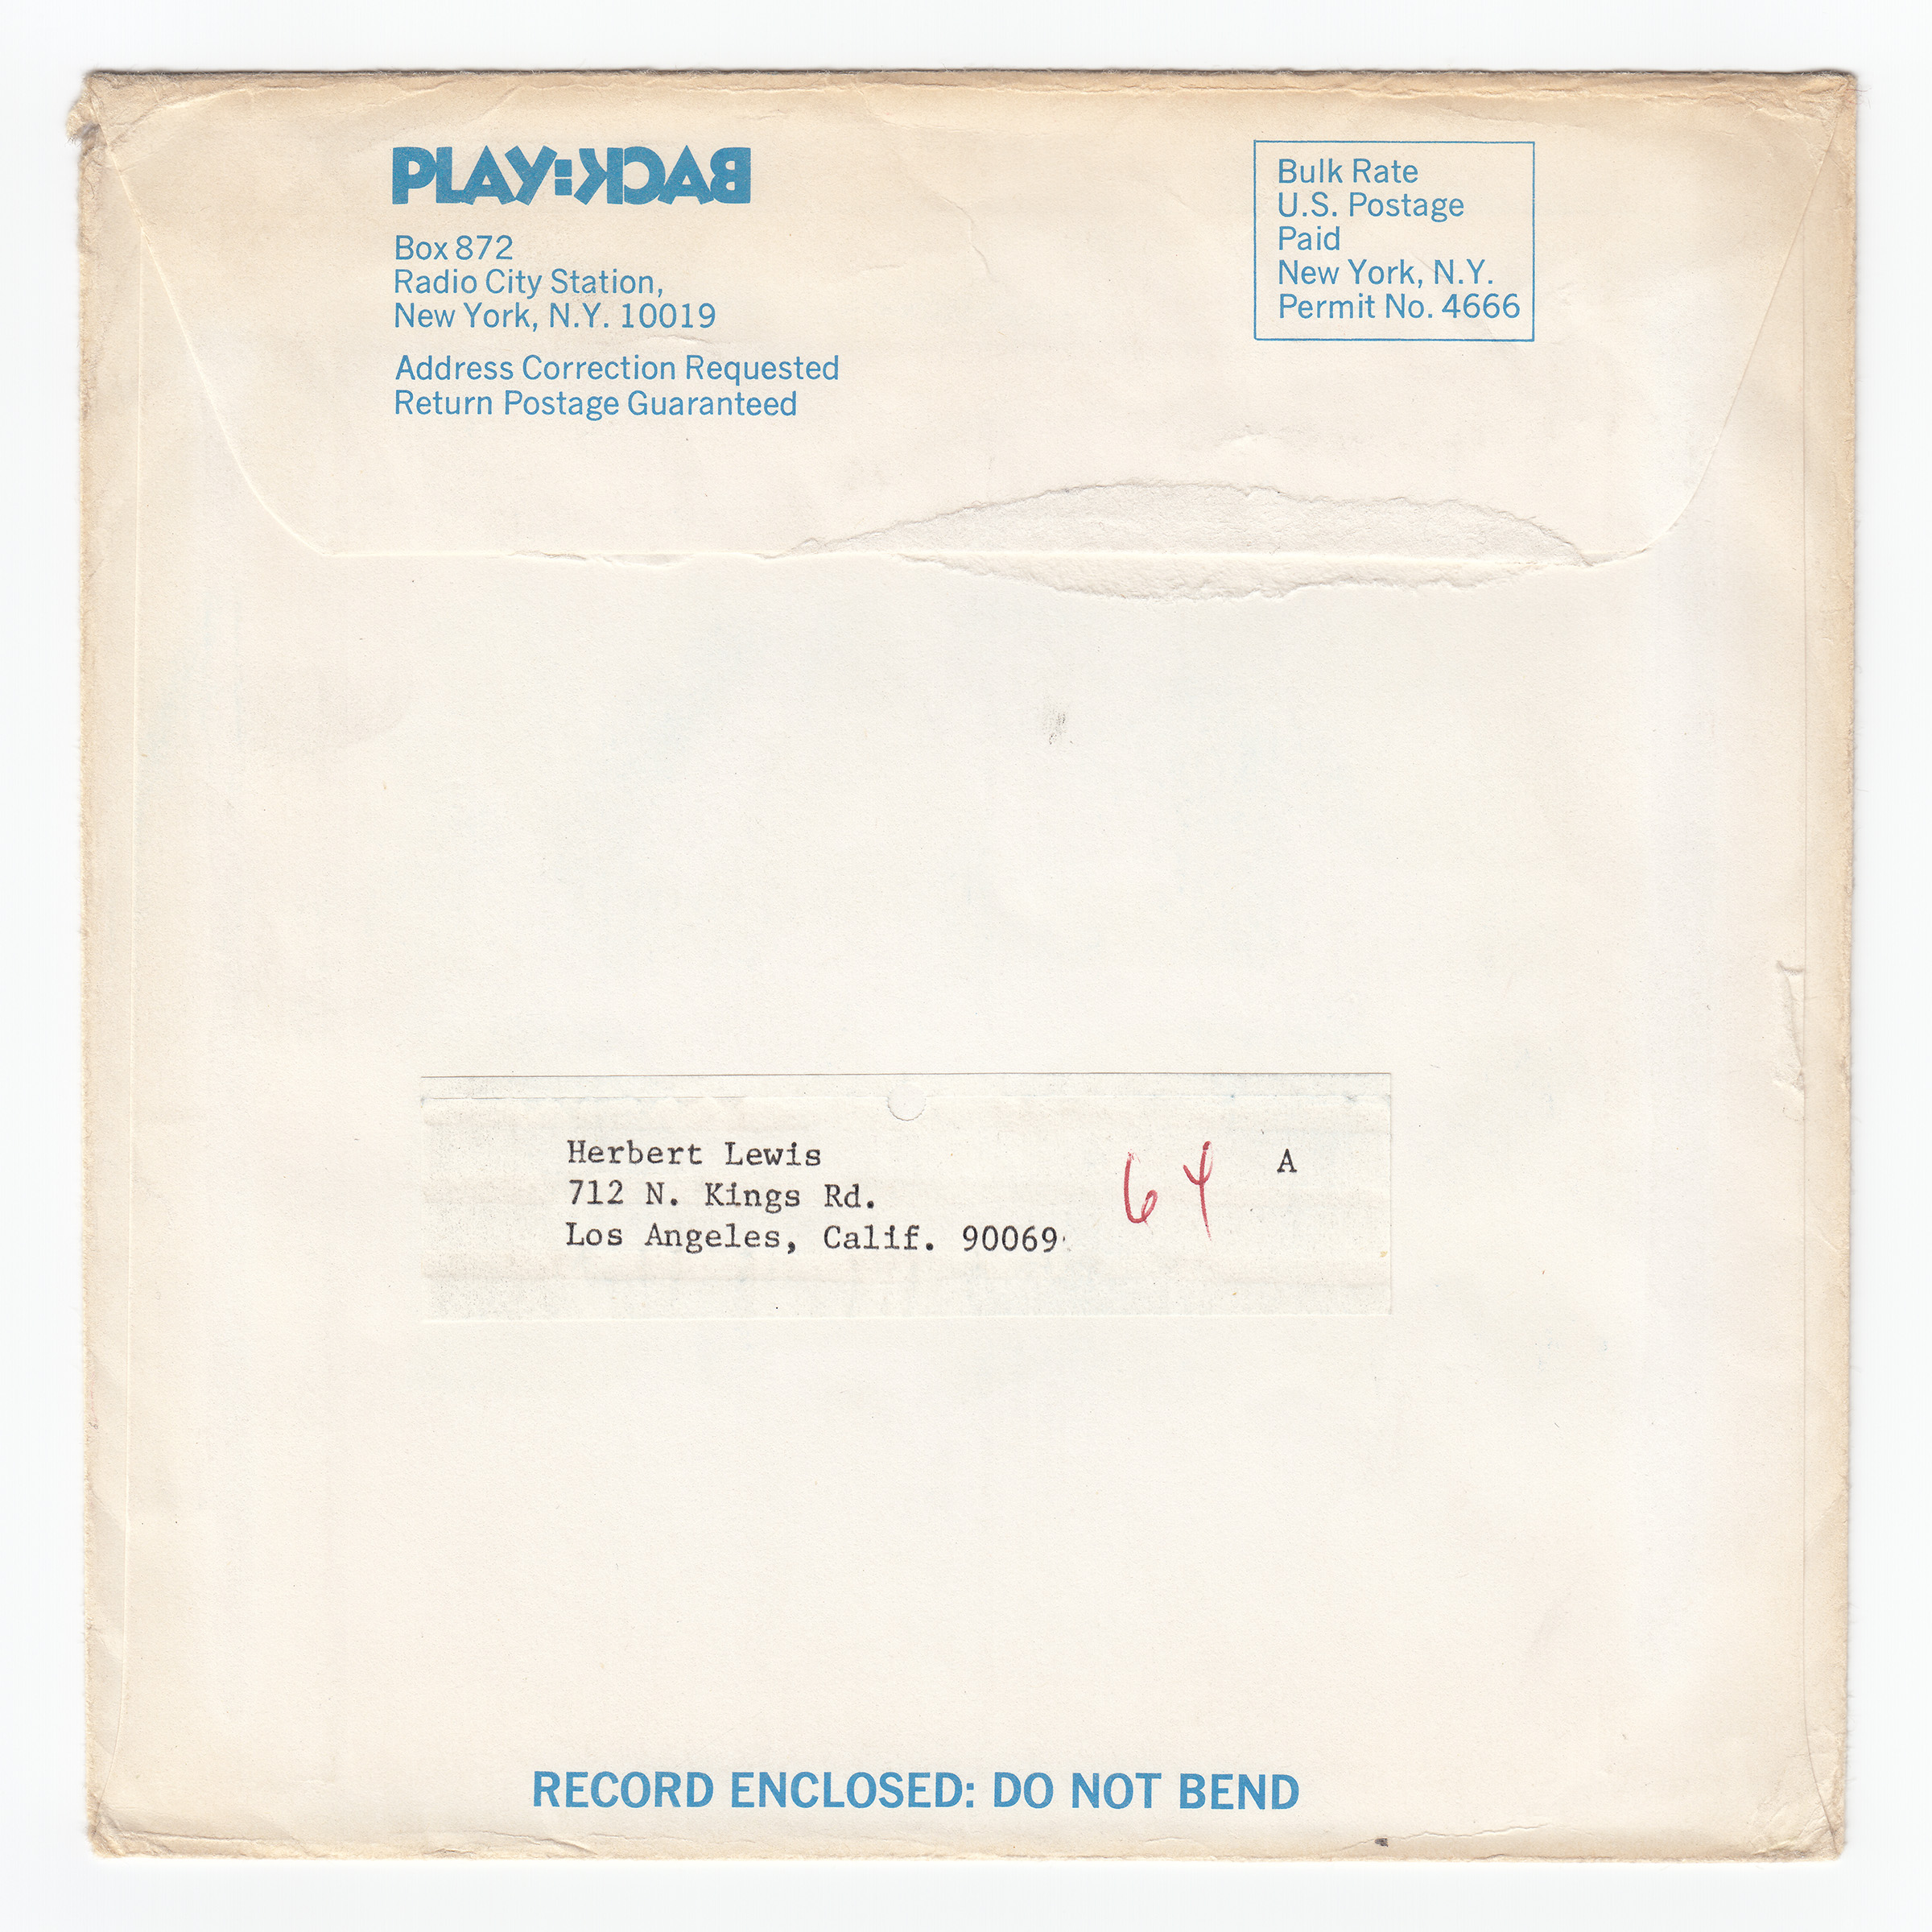 PLAY:BACK
Box 872
Radio City Station,
New York, N.Y. 10019
Address Correction Requested
Return Postage Guaranteed
Bulk Rate
U.S. Postage
Paid
New York, N.Y.
Permit No. 4666
Herbert Lewis
712 N. Kings Rd.
Los Angeles, Calif. 90069
64
A
RECORD ENCLOSED: DO NOT BEND